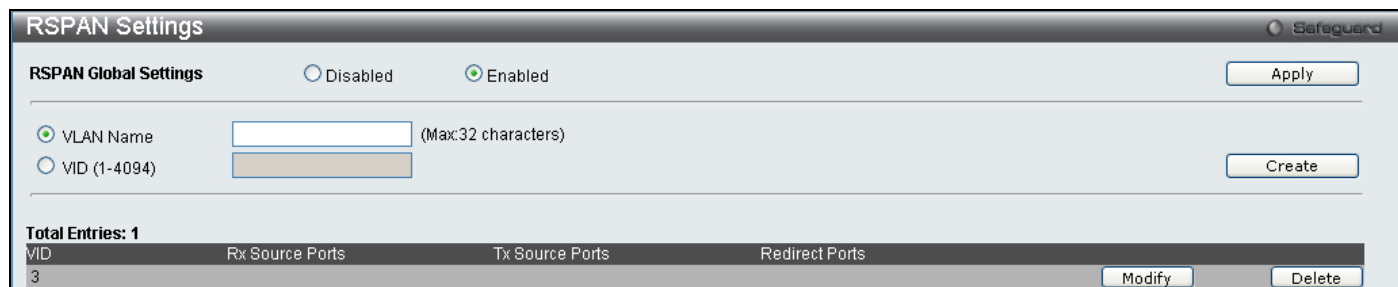 RSPAN Settings
Safeguard
RSPAN Global Settings Disabled Enabled Apply
VLAN Name (Max:32 characters)
VID (1-4094) Create
Total Entries: 1
VID Rx Source Ports Tx Source Ports Redirect Ports
3 Modify Delete